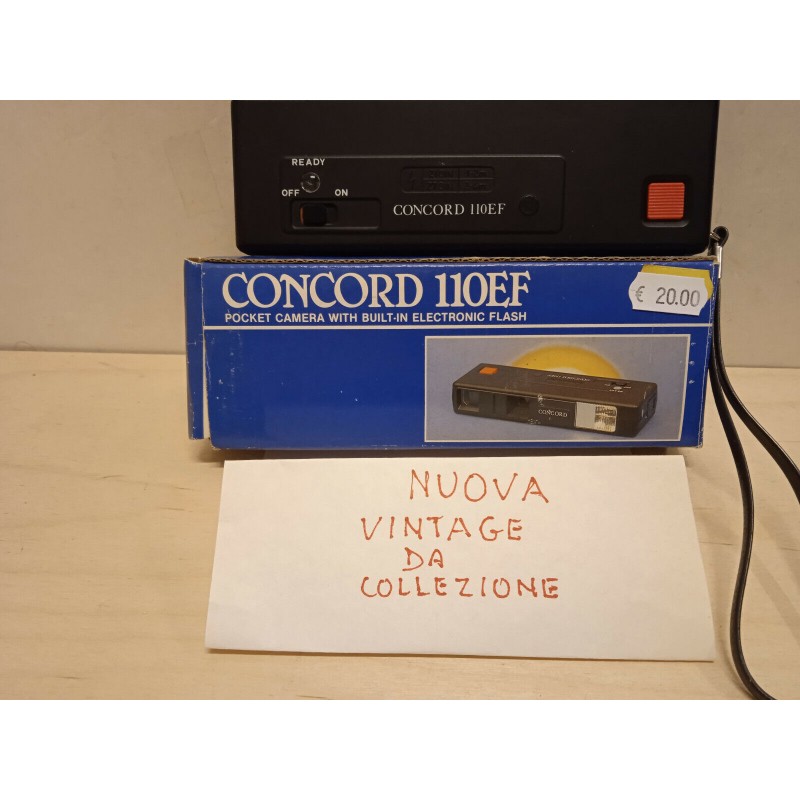 READY
OFF ON
CONCORD 110EF
CONCORD 110EF
POCKET CAMERA WITH BUILT-IN ELECTRONIC FLASH
€ 20.00
CONCORD
NUOVA
VINTAGE
DA
COLLEZIONE